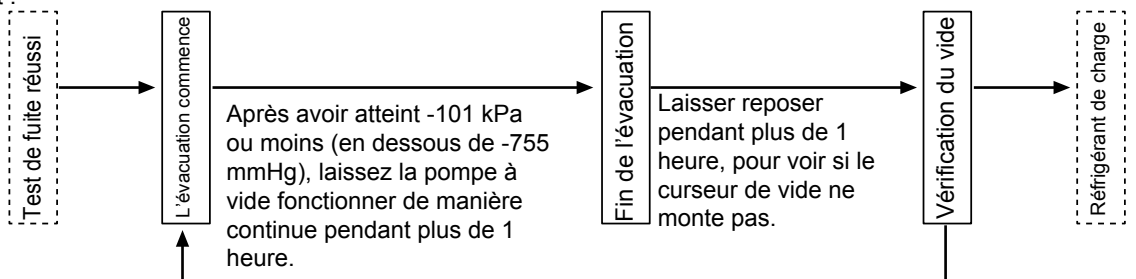 Test de fuite réussi
L'évacuation commence
Après avoir atteint -101 kPa
ou moins (en dessous de -755
mmHg), laissez la pompe à
vide fonctionner de manière
continue pendant plus de 1
heure.
Fin de l'évacuation
Laisser reposer
pendant plus de 1
heure, pour voir si le
curseur de vide ne
monte pas.
Vérification du vide
Réfrigérant de charge